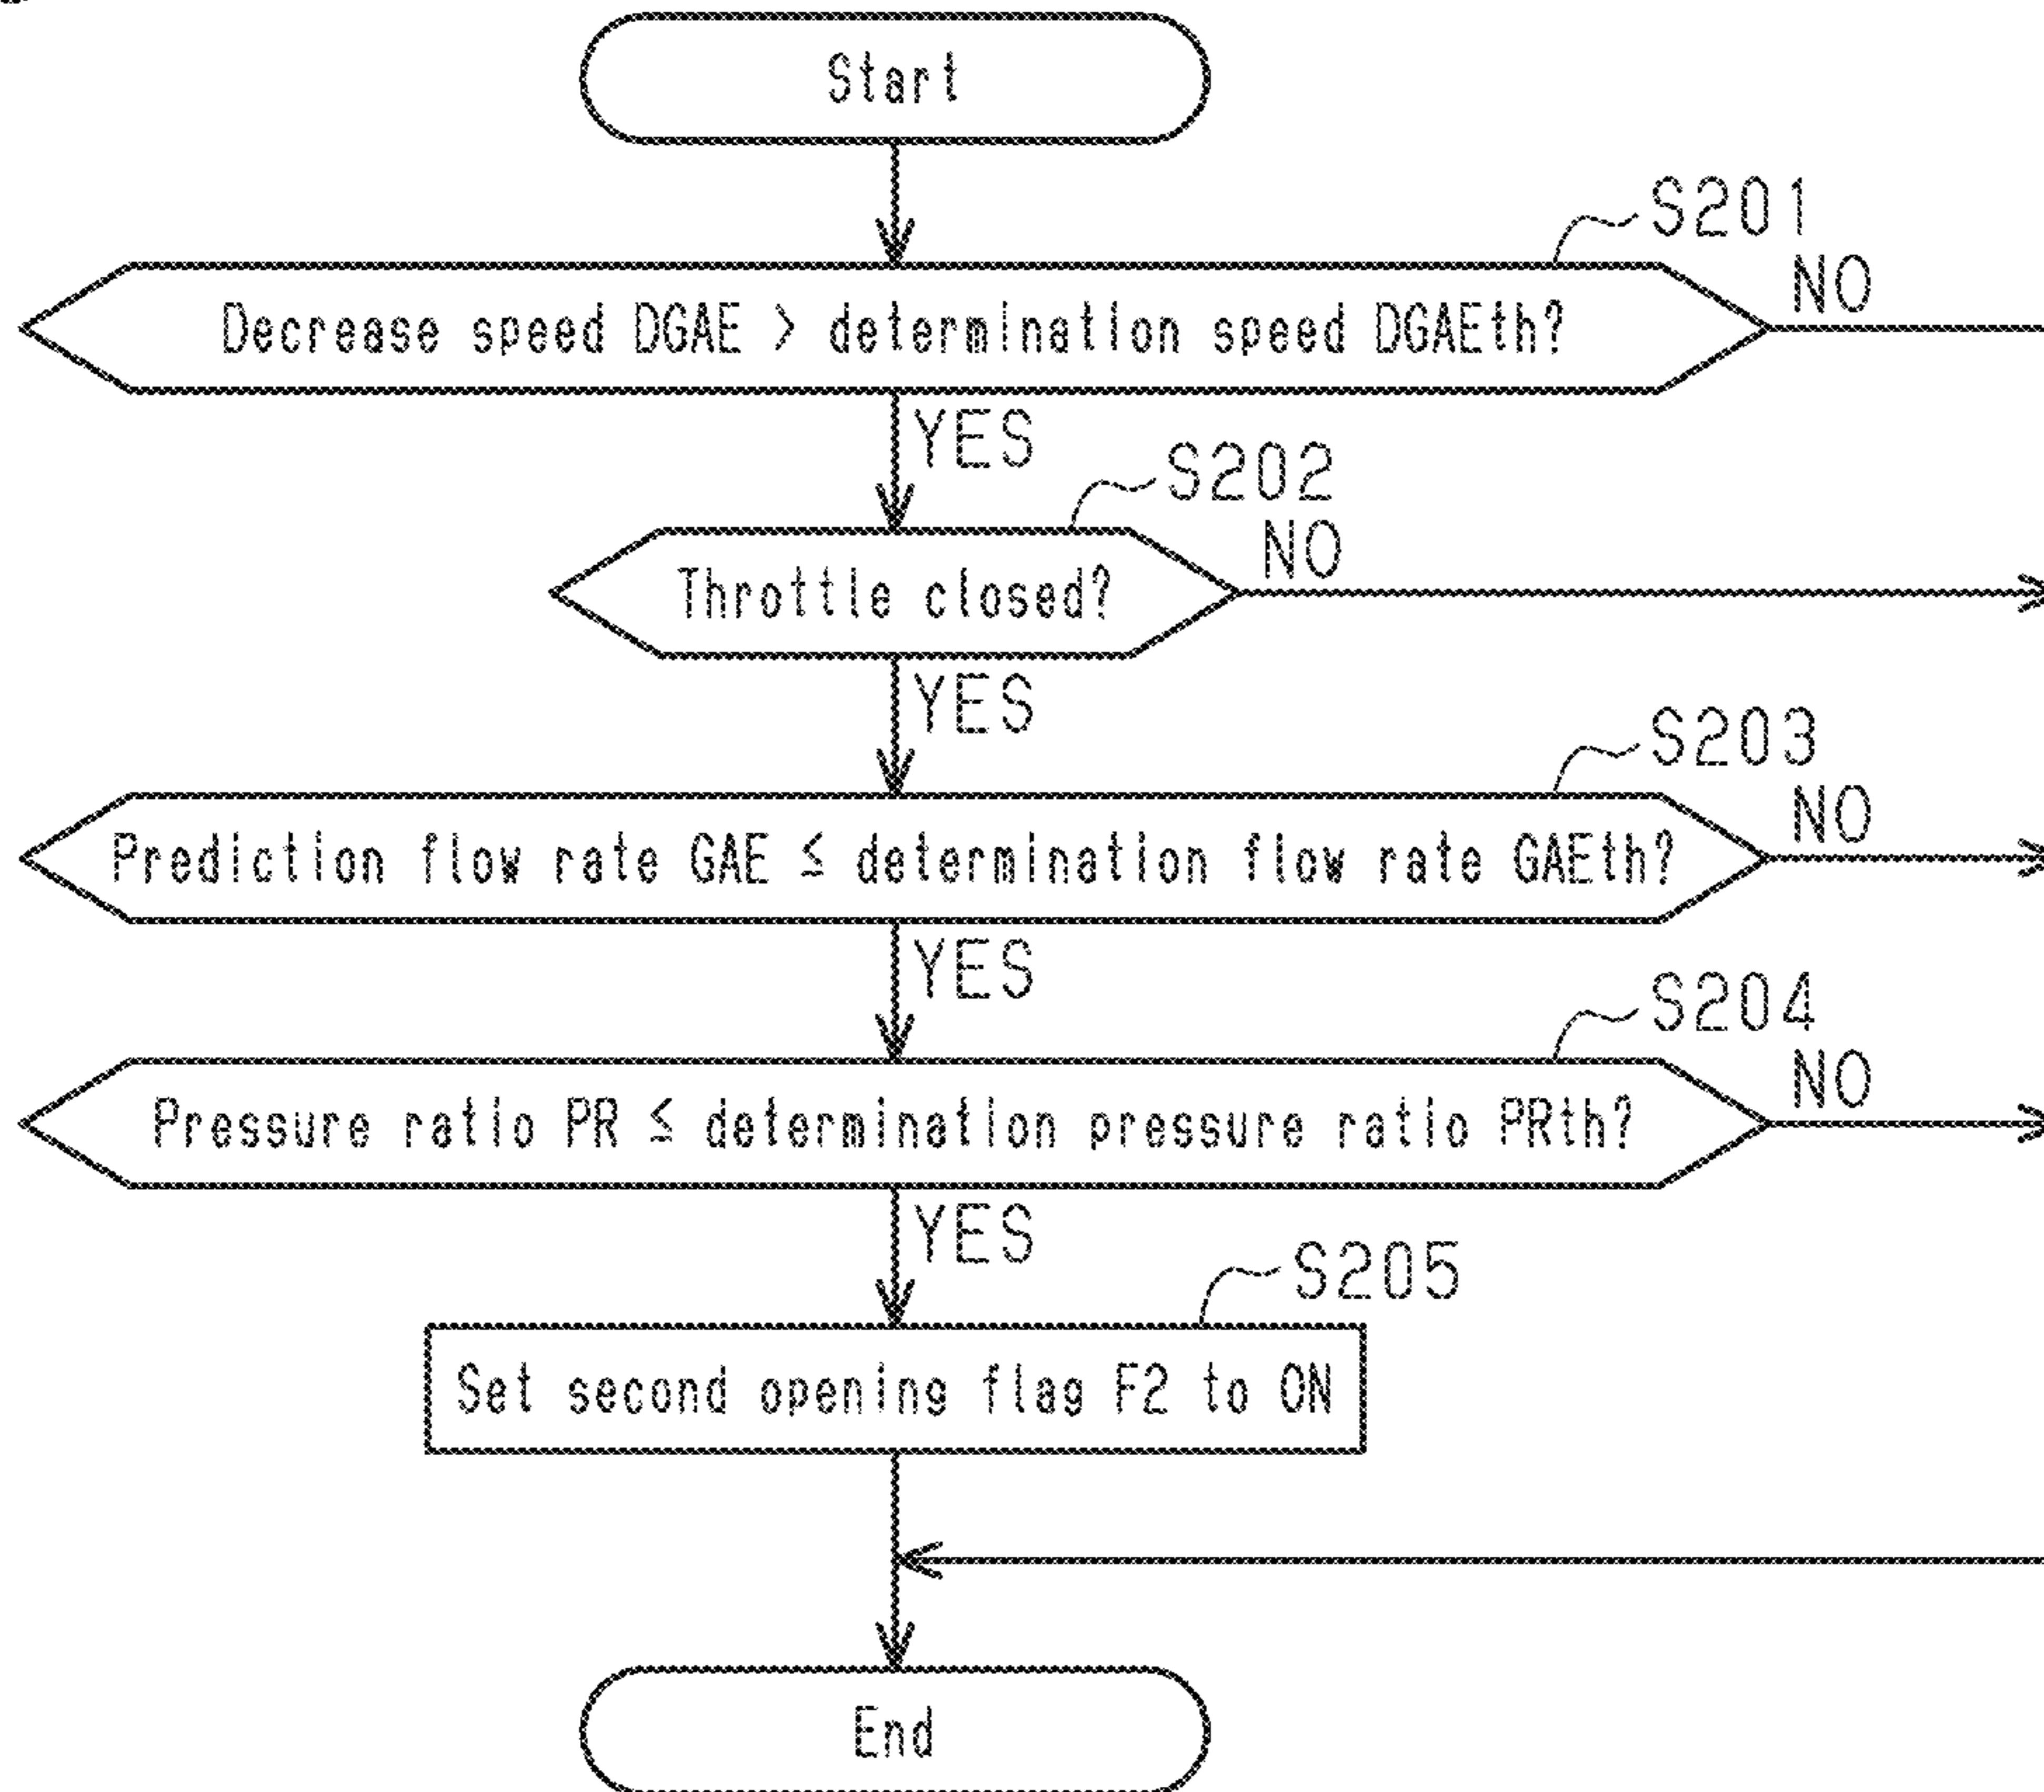 Start
S201
Decrease speed DGAE > determination speed DGAEth?
NO
YES
S202
Throttle closed?
NO
YES
S203
Prediction flow rate GAE ≦ determination flow rate GAEth?
NO
YES
S204
Pressure ratio PR ≦ determination pressure ratio PRth?
NO
YES
S205
Set second opening flag F2 to ON
End